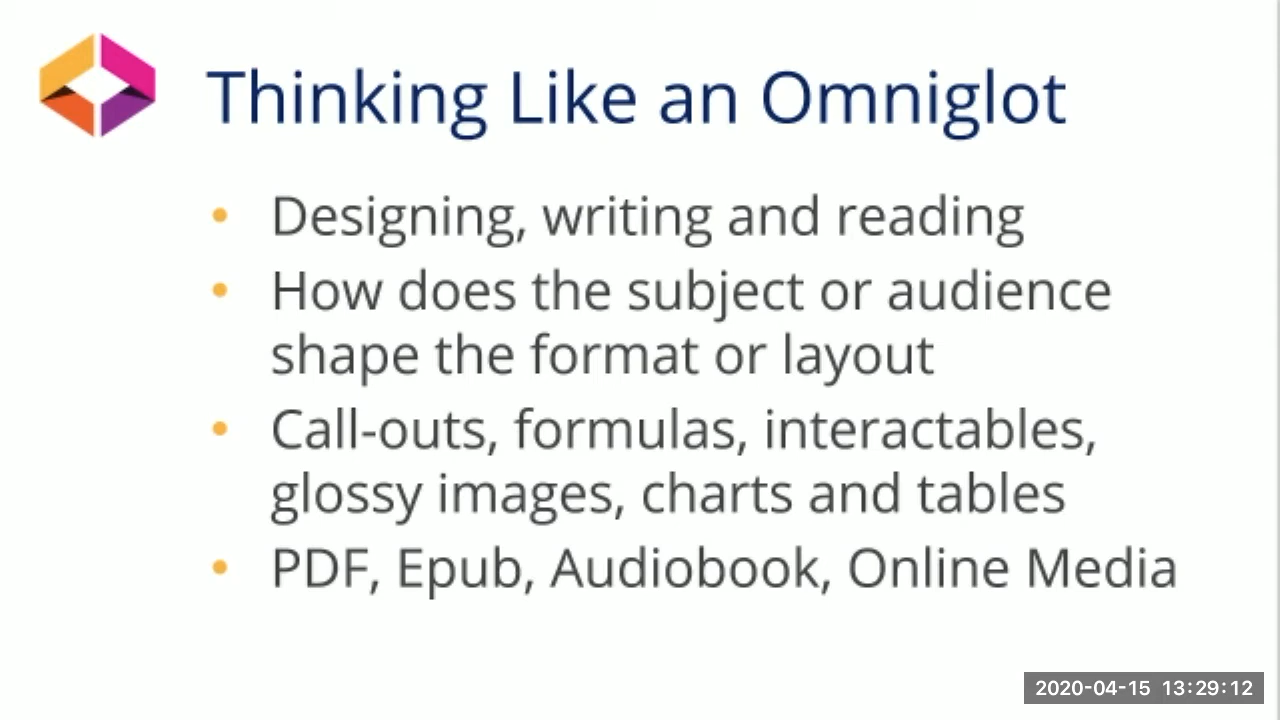 Thinking Like an Omniglot
• Designing, writing and reading
• How does the subject or audience
shape the format or layout
• Call-outs, formulas, interactables,
glossy images, charts and tables
• PDF, Epub, Audiobook, Online Media
2020-04-15 13:29:12